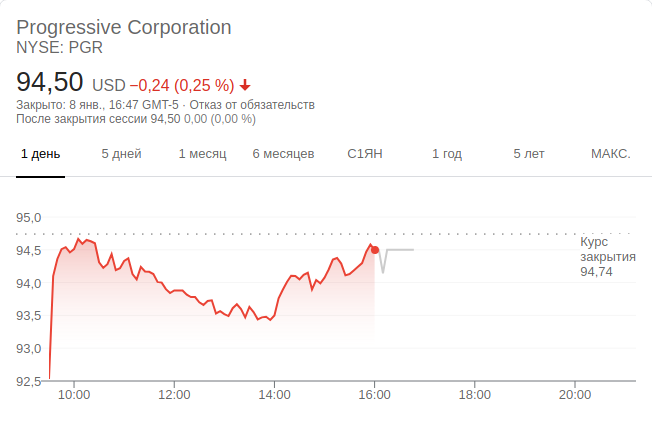 Progressive Corporation
NYSE: PGR
94,50 USD −0,24 (0,25 %)
Закрыто: 8 янв., 16:47 GMT-5 · Отказ от обязательств
После закрытия сессии 94,50 0,00 (0,00 %)
1 день 5 дней 1 месяц 6 месяцев С1ЯН 1 год 5 лет МАКС.
95,0
Курс
закрытия
94,74
94,5
94,0
93,5
93,0
92,5
10:00 12:00 14:00 16:00 18:00 20:00